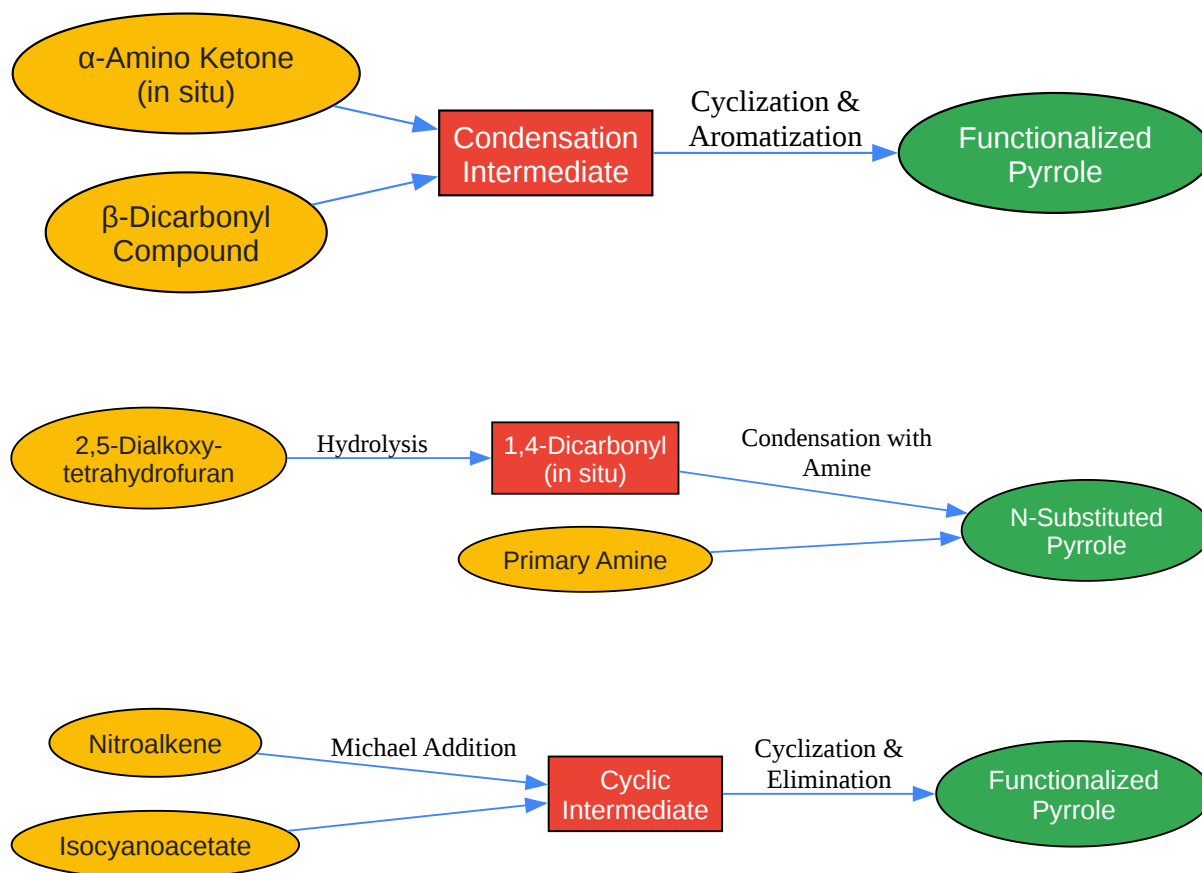 α-Amino Ketone
(in situ)
β-Dicarbonyl
Compound
Condensation
Intermediate
Cyclization &
Aromatization
Functionalized
Pyrrole
2,5-Dialkoxy-
tetrahydrofuran
Hydrolysis
1,4-Dicarbonyl
(in situ)
Condensation with
Amine
Primary Amine
N-Substituted
Pyrrole
Nitroalkene
Isocyanoacetate
Michael Addition
Cyclic
Intermediate
Cyclization &
Elimination
Functionalized
Pyrrole